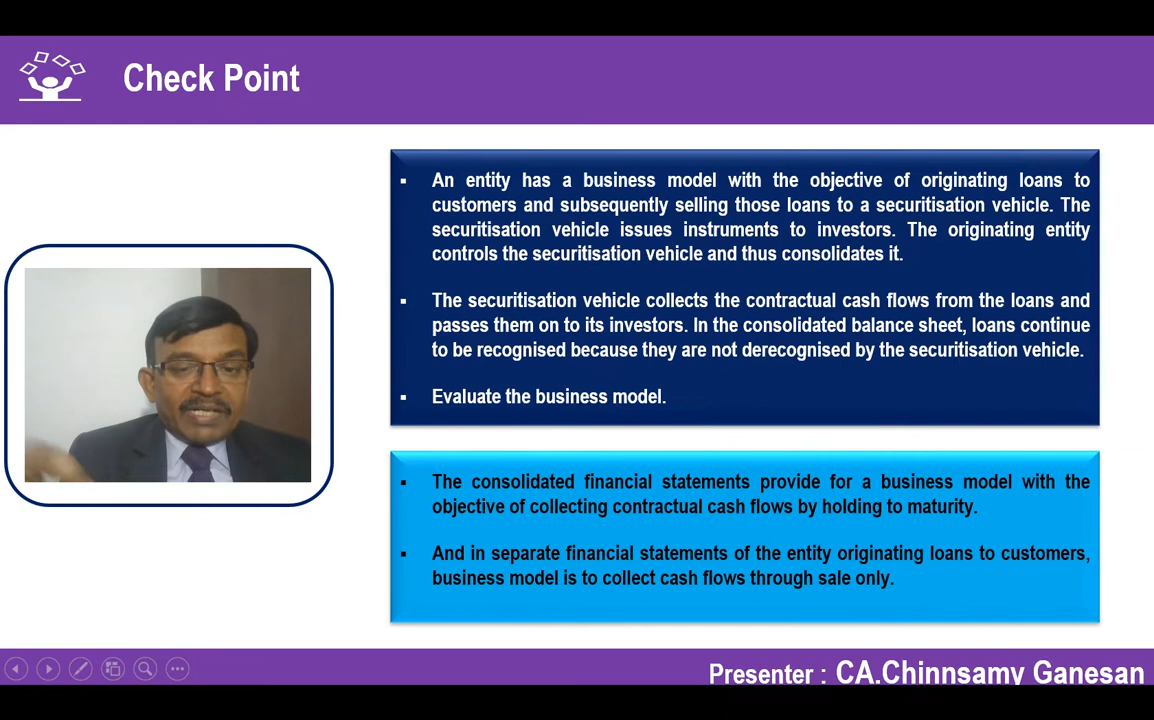 Check Point
▪ An entity has a business model with the objective of originating loans to
customers and subsequently selling those loans to a securitisation vehicle. The
securitisation vehicle issues instruments to investors. The originating entity
controls the securitisation vehicle and thus consolidates it.
▪ The securitisation vehicle collects the contractual cash flows from the loans and
passes them on to its investors. In the consolidated balance sheet, loans continue
to be recognised because they are not derecognised by the securitisation vehicle.
▪ Evaluate the business model.
▪ The consolidated financial statements provide for a business model with the
objective of collecting contractual cash flows by holding to maturity.
▪ And in separate financial statements of the entity originating loans to customers,
business model is to collect cash flows through sale only.
Presenter : CA.Chinnsamy Ganesan